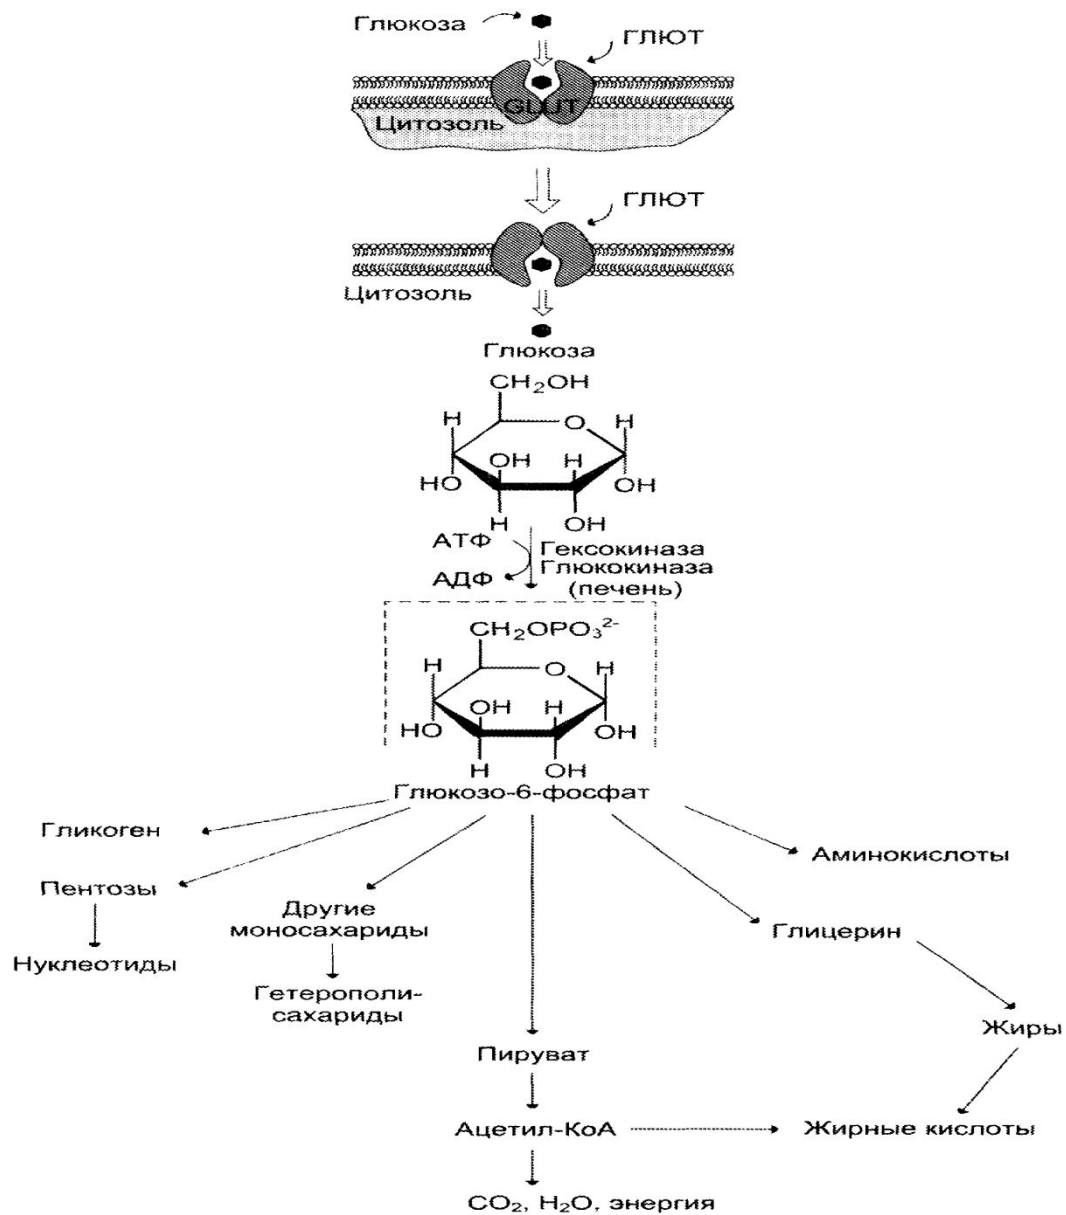 Глюкоза
ГЛЮТ
GLUT
Цитозоль
ГЛЮТ
Цитозоль
Глюкоза
CH₂OH
H
O
H
OH
H
HO
OH
H
OH
АТФ
Гексокиназа
Глюкокиназа
АДФ
(печень)
CH₂OPO₃²⁻
H
O
H
OH
H
HO
OH
H
OH
Глюкозо-6-фосфат
Гликоген
Аминокислоты
Пентозы
Другие
моносахариды
Глицерин
Нуклеотиды
Гетерополи-
сахариды
Жиры
Пируват
Ацетил-КоА
Жирные кислоты
CO₂, H₂O, энергия